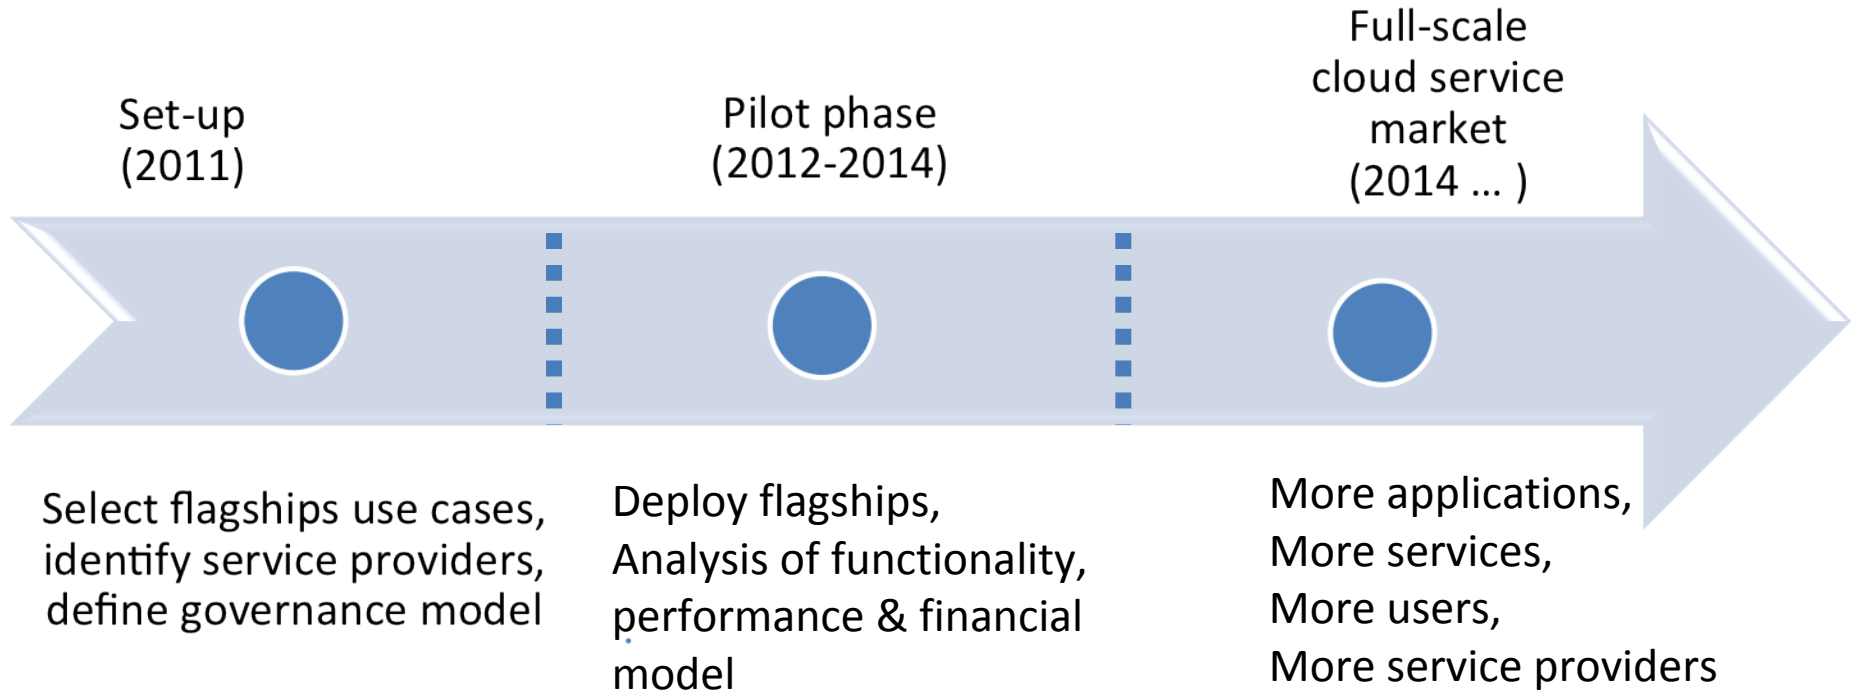 Set-up
(2011)
Select flagships use cases,
identify service providers,
define governance model
Pilot phase
(2012-2014)
Deploy flagships,
Analysis of functionality,
performance & financial
model
Full-scale
cloud service
market
(2014 ... )
More applications,
More services,
More users,
More service providers